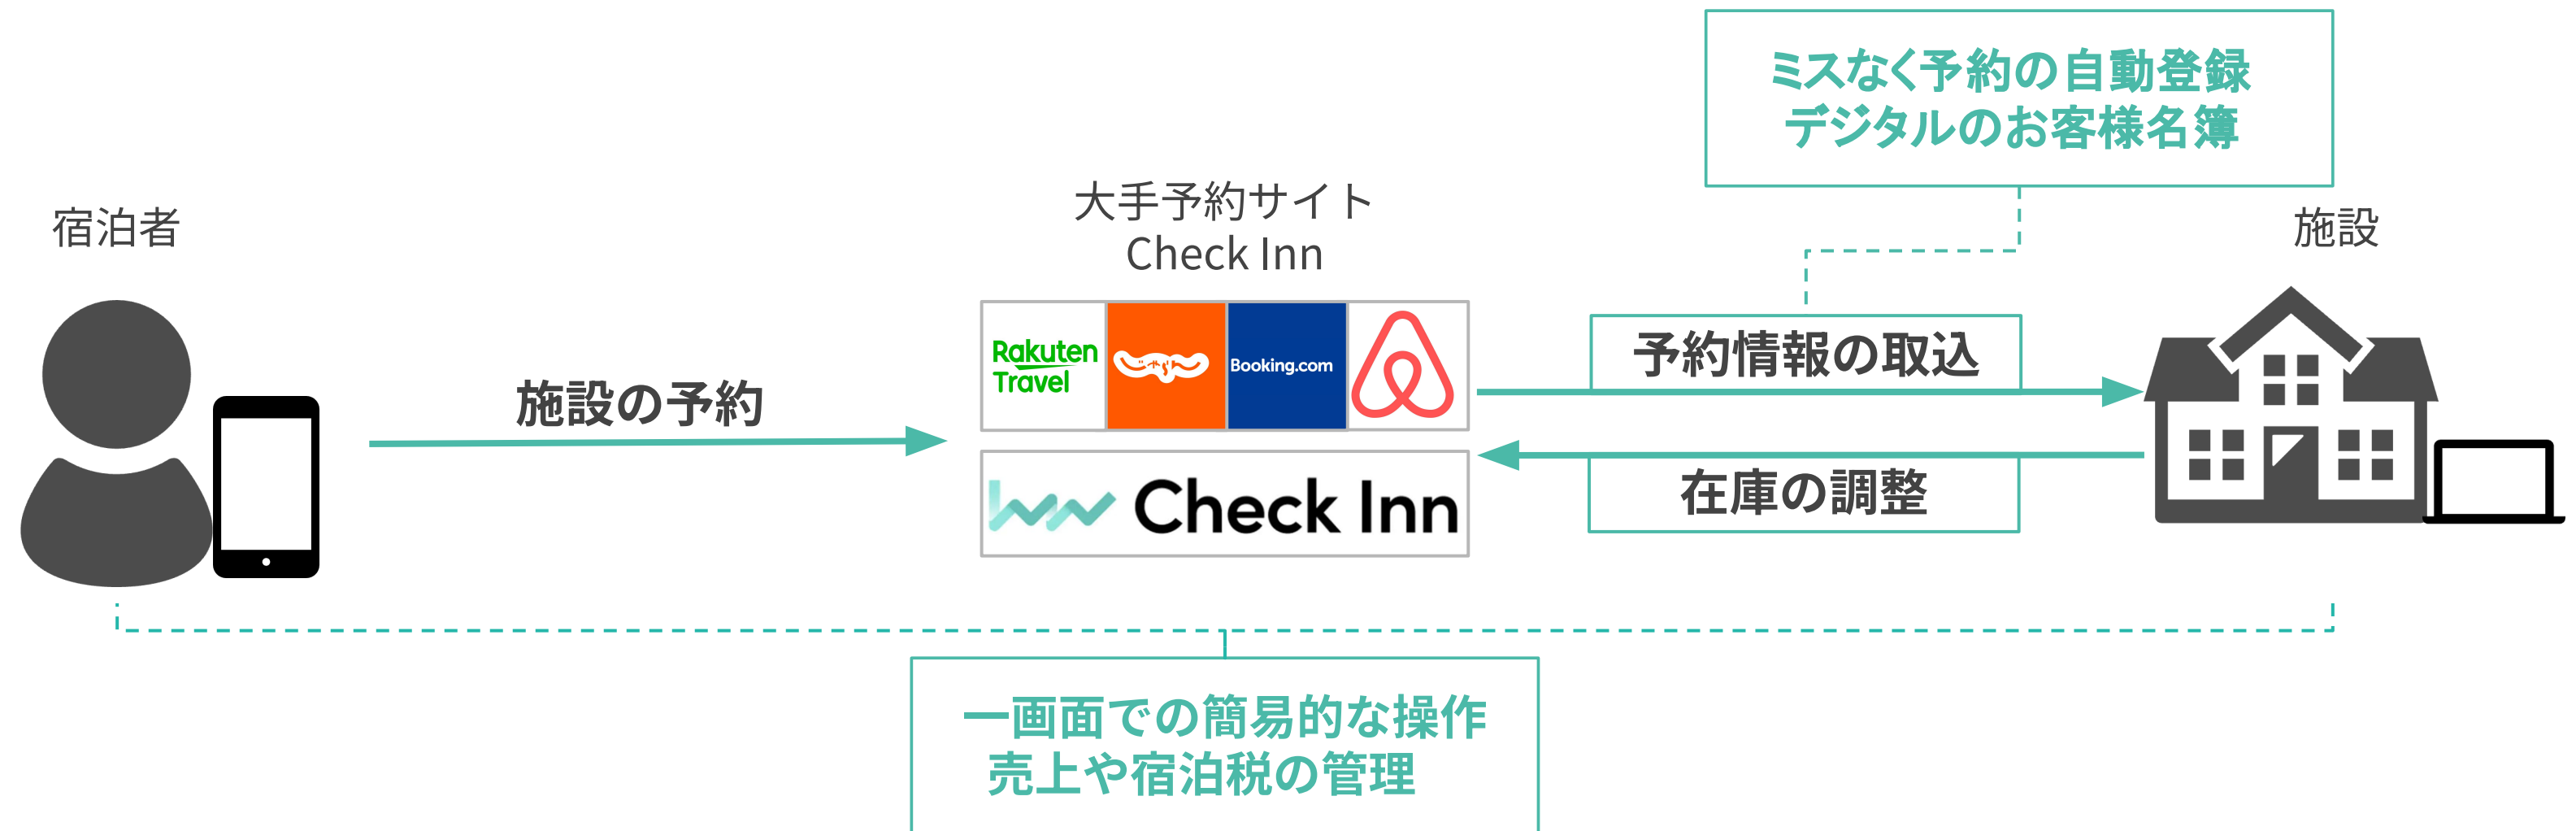 ミスなく予約の自動登録
デジタルのお客様名簿
宿泊者
大手予約サイト
Check Inn
施設
施設の予約
Rakuten
Travel
じゃらん
Booking.com
予約情報の取込
Check Inn
在庫の調整
一画面での簡易的な操作
売上や宿泊税の管理